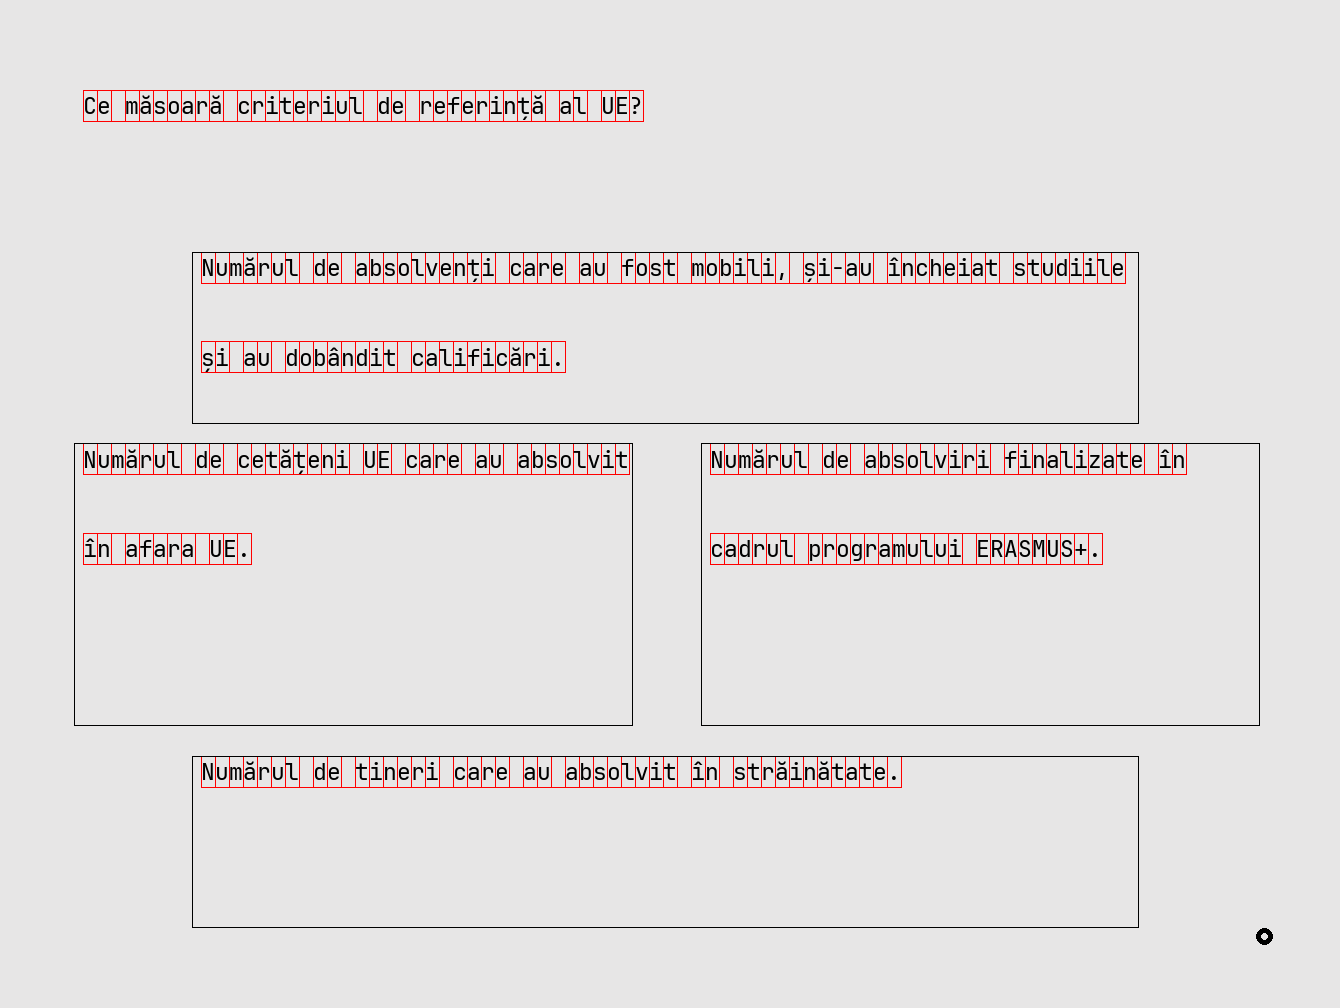 Ce măsoară criteriul de referință al UE?
Numărul de absolvenți care au fost mobili, și-au încheiat studiile
și au dobândit calificări.
Numărul de cetățeni UE care au absolvit
în afara UE.
Numărul de absolviri finalizate în
cadrul programului ERASMUS+.
Numărul de tineri care au absolvit în străinătate.